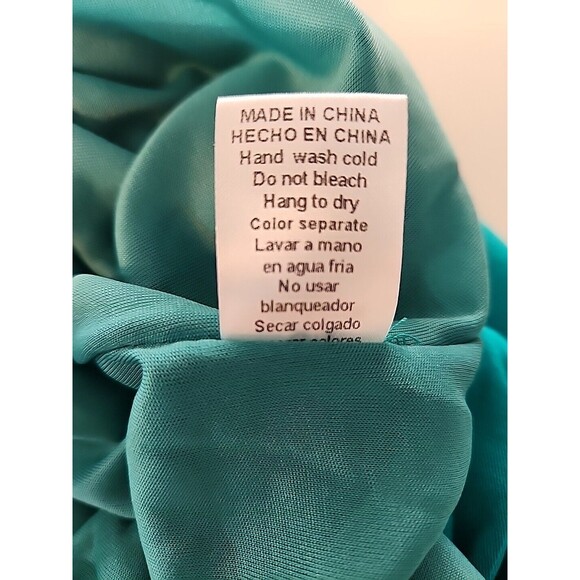 MADE IN CHINA
HECHO EN CHINA
Hand wash cold
Do not bleach
Hang to dry
Color separate
Lavar a mano
en agua fria
No usar
blanqueador
Secar colgado
colores